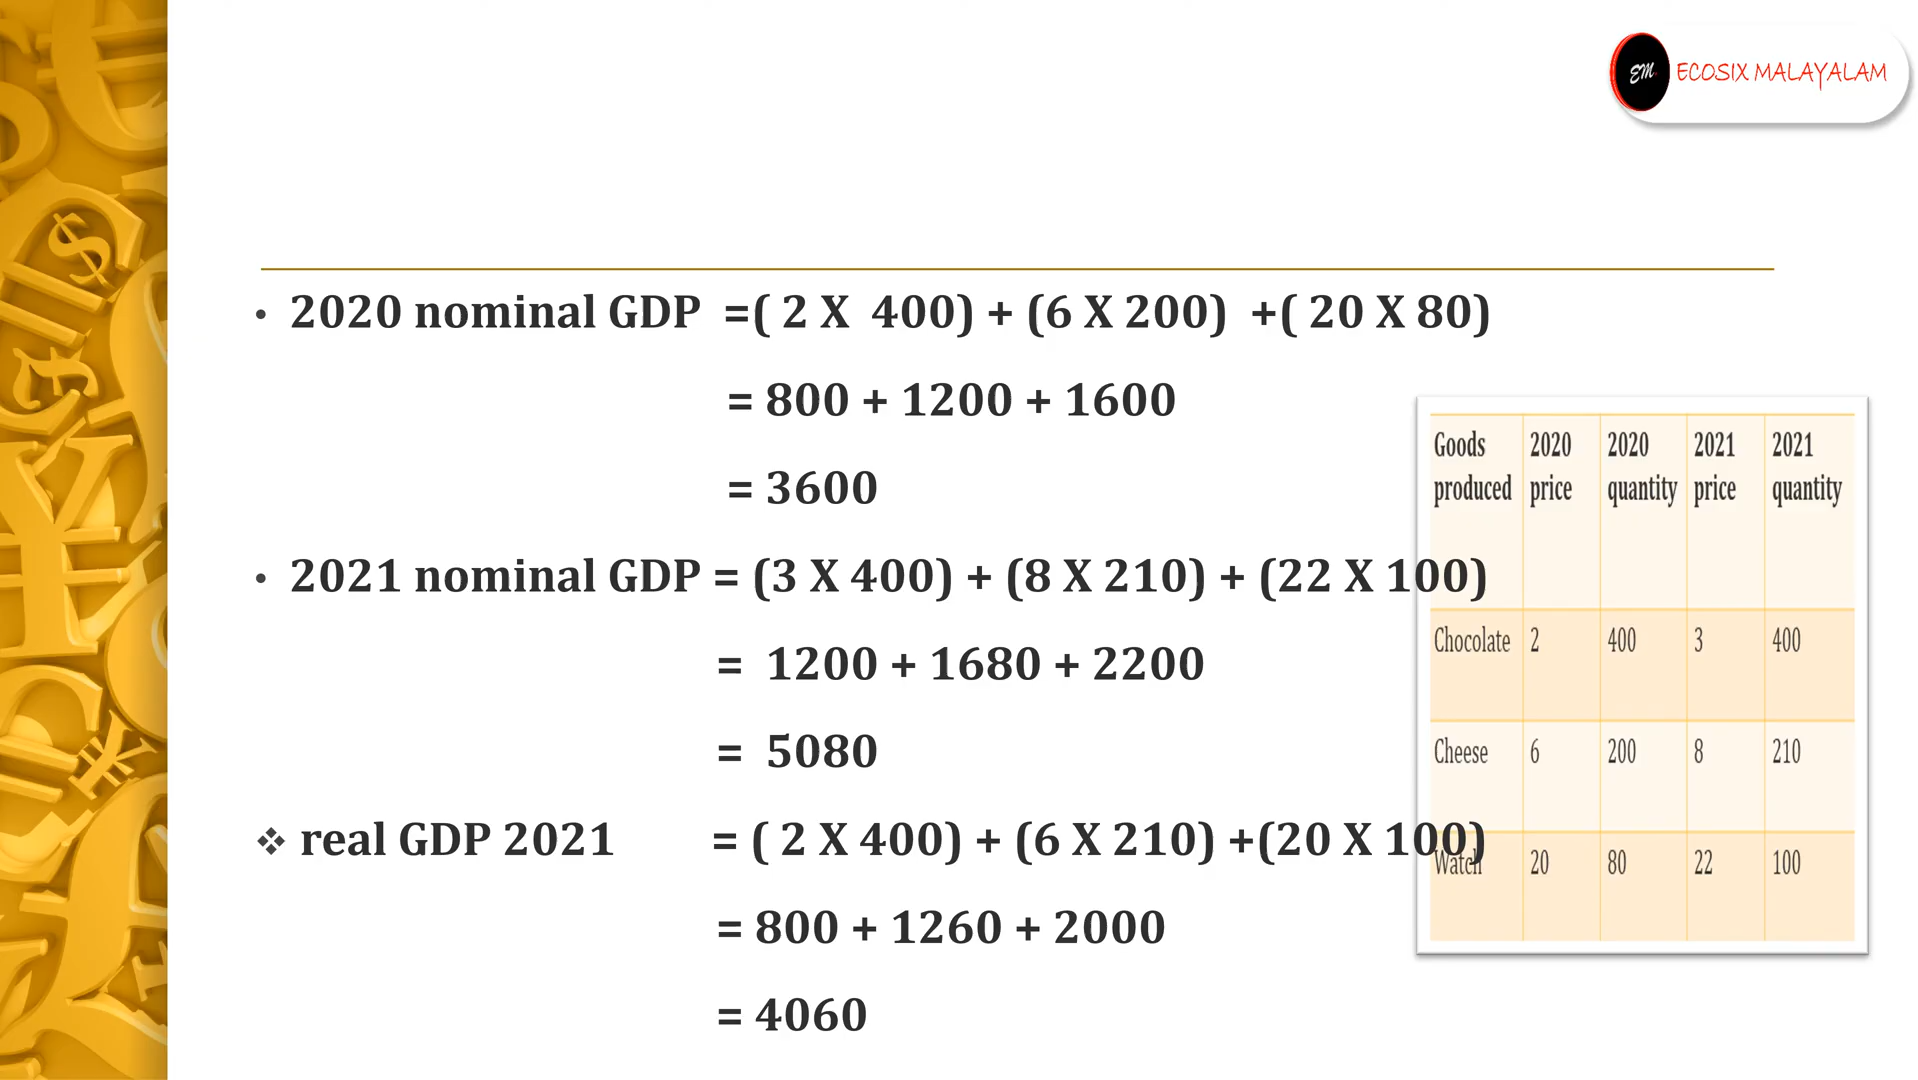 EM
ECOSIX MALAYALAM
• 2020 nominal GDP =( 2 X 400) + (6 X 200) +( 20 X 80)
= 800 + 1200 + 1600
= 3600
• 2021 nominal GDP = (3 X 400) + (8 X 210) + (22 X 100)
= 1200 + 1680 + 2200
= 5080
❖ real GDP 2021 = ( 2 X 400) + (6 X 210) +(20 X 100)
= 800 + 1260 + 2000
= 4060
Goods produced 2020 price 2020 quantity 2021 price 2021 quantity
Chocolate 2 400 3 400
Cheese 6 200 8 210
Watch 20 80 22 100